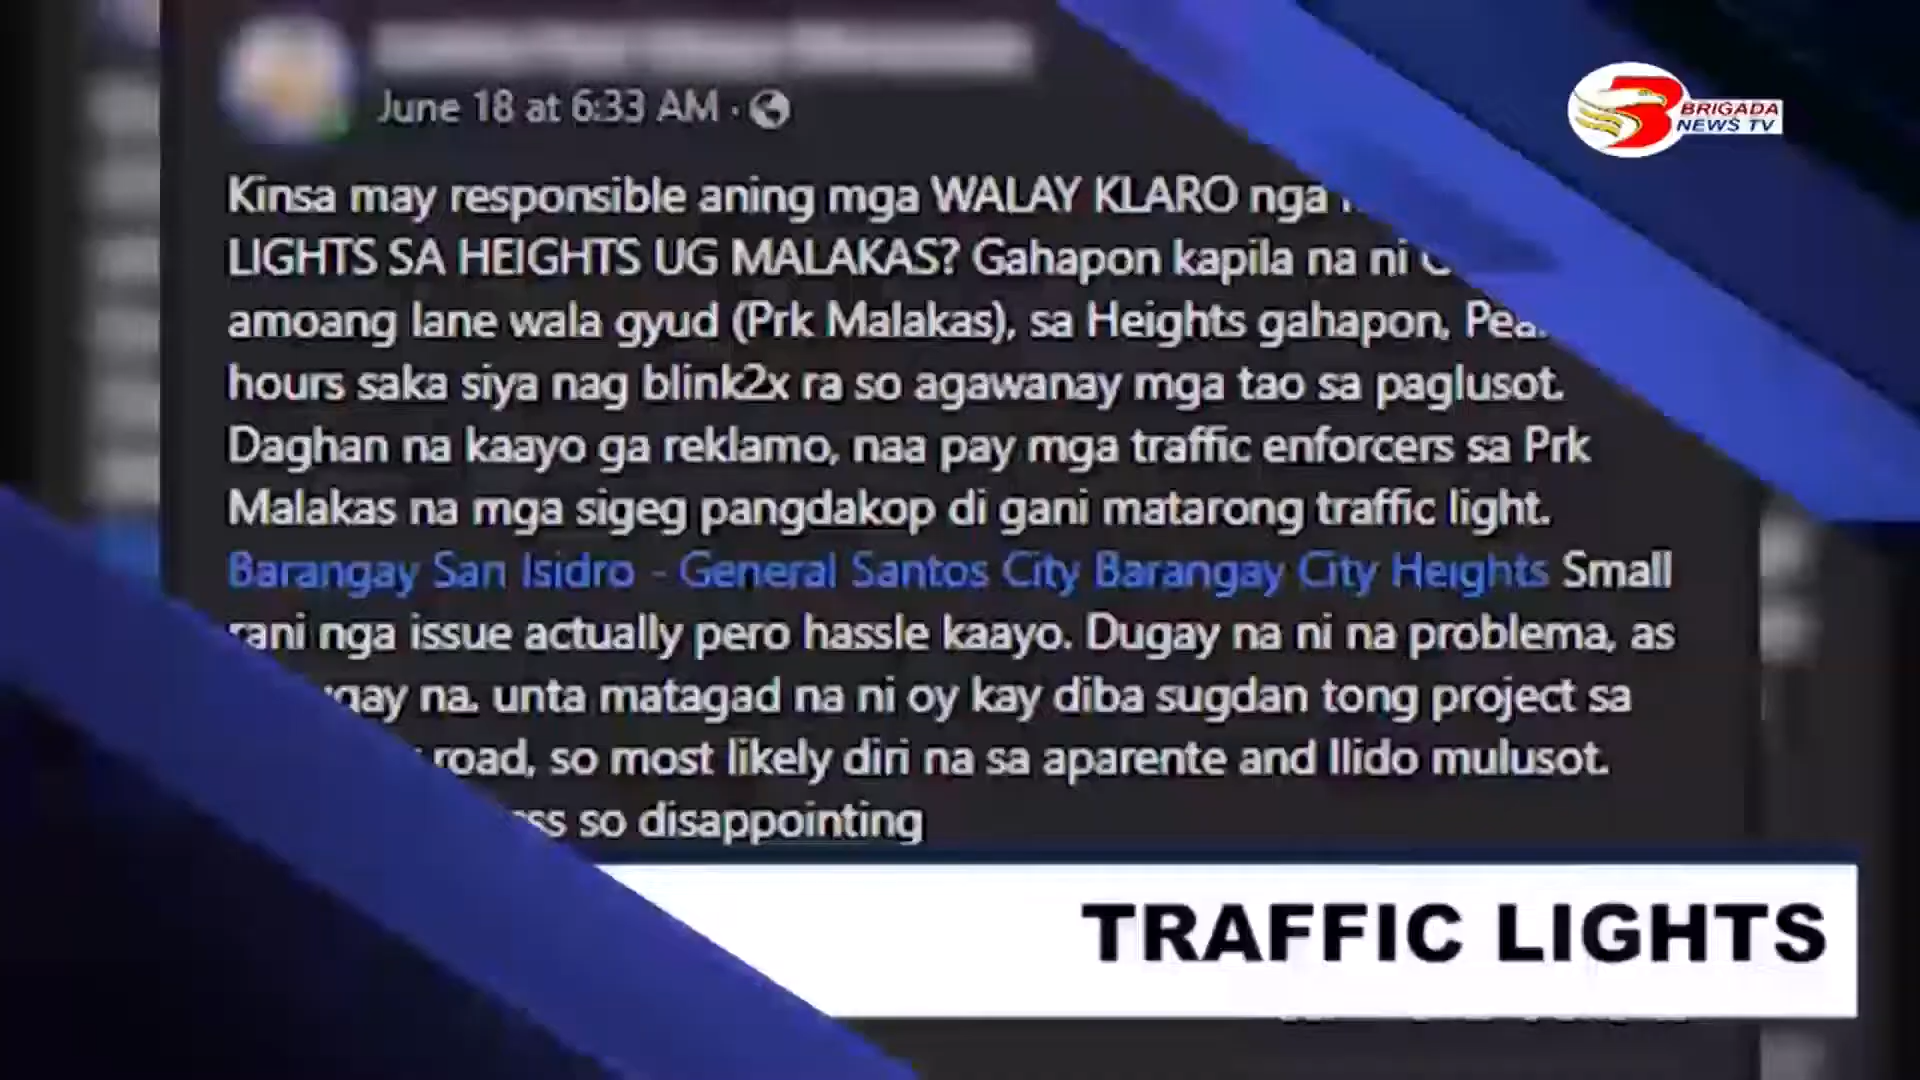 June 18 at 6:33 AM ·
BRIGADA
NEWS TV
Kinsa may responsible aning mga WALAY KLARO nga
LIGHTS SA HEIGHTS UG MALAKAS? Gahapon kapila na ni
amoang lane wala gyud (Prk Malakas), sa Heights gahapon,
hours saka siya nag blink2x ra so agawanay mga tao sa paglusot.
Daghan na kaayo ga reklamo, naa pay mga traffic enforcers sa Prk
Malakas na mga sigeg pangdakop di gani matarong traffic light.
Barangay San Isidro - General Santos City Barangay City Heights Small
rani nga issue actually pero hassle kaayo. Dugay na ni na problema, as
na. unta matagad na ni oy kay diba sugdan tong project sa
road, so most likely diri na sa aparente and llido mulusot.
so disappointing
TRAFFIC LIGHTS